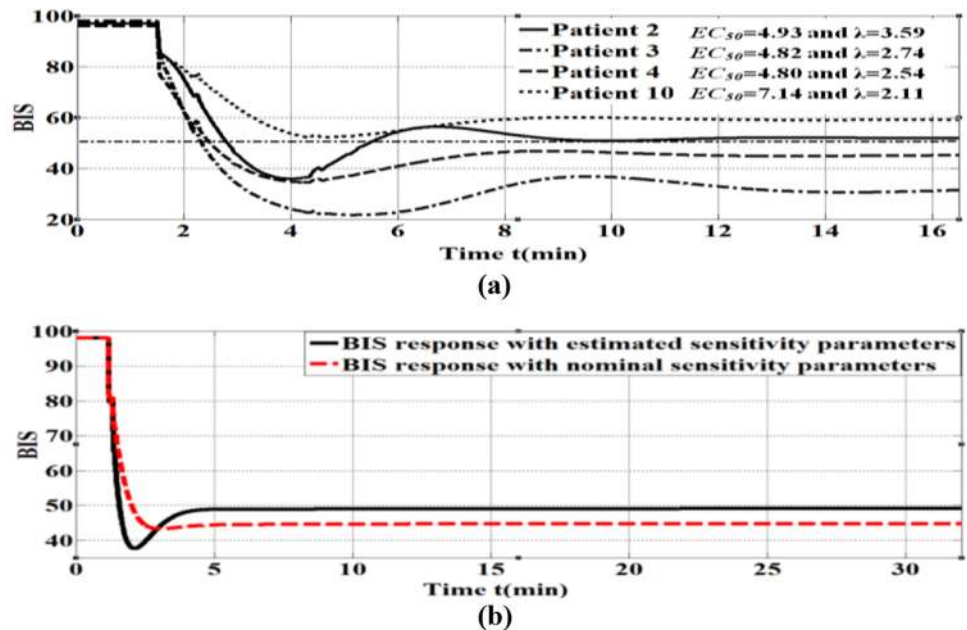 100
80
60
40
20
BIS
Patient 2 EC₅₀=4.93 and λ=3.59
Patient 3 EC₅₀=4.82 and λ=2.74
Patient 4 EC₅₀=4.80 and λ=2.54
Patient 10 EC₅₀=7.14 and λ=2.11
0 2 4 6 8 10 12 14 16
Time t(min)
(a)
100
90
80
70
60
50
40
BIS
BIS response with estimated sensitivity parameters
BIS response with nominal sensitivity parameters
0 5 10 15 20 25 30
Time t(min)
(b)